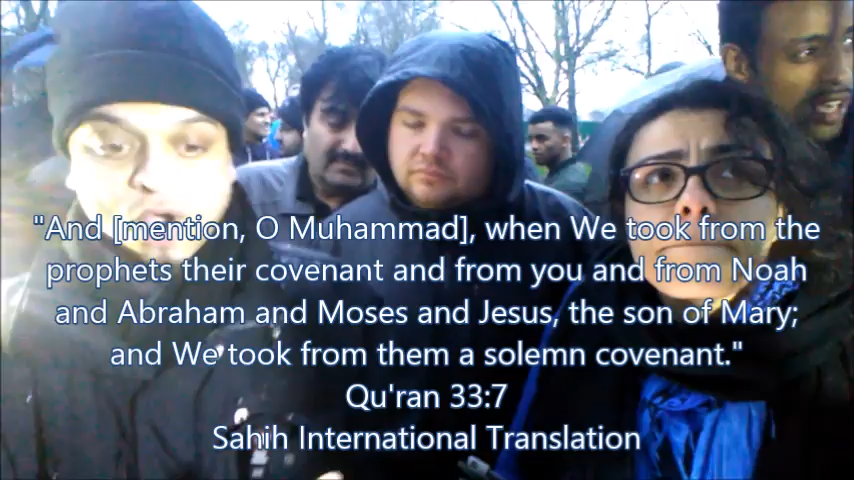 "And [mention, O Muhammad], when We took from the
prophets their covenant and from you and from Noah
and Abraham and Moses and Jesus, the son of Mary;
and We took from them a solemn covenant."
Qu'ran 33:7
Sahih International Translation